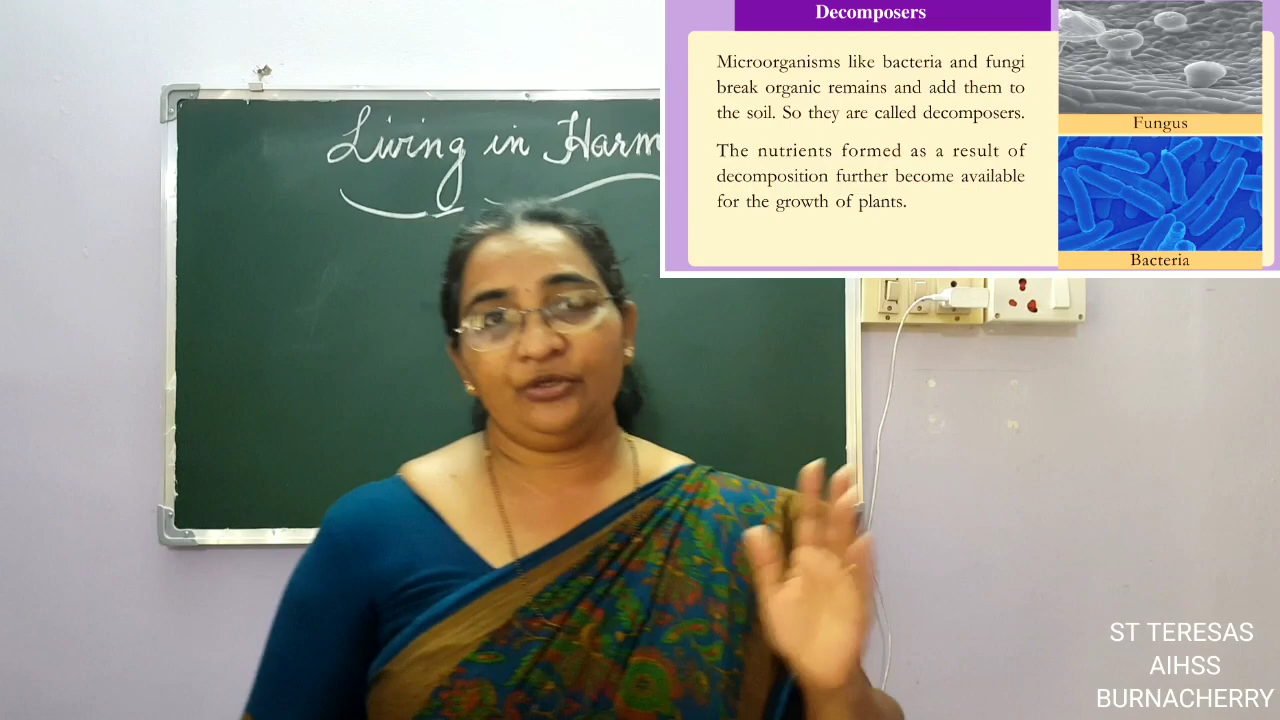 Decomposers
Microorganisms like bacteria and fungi
break organic remains and add them to
the soil. So they are called decomposers.
The nutrients formed as a result of
decomposition further become available
for the growth of plants.
Fungus
Bacteria
Living in Harm
ST TERESAS
AIHSS
BURNACHERRY